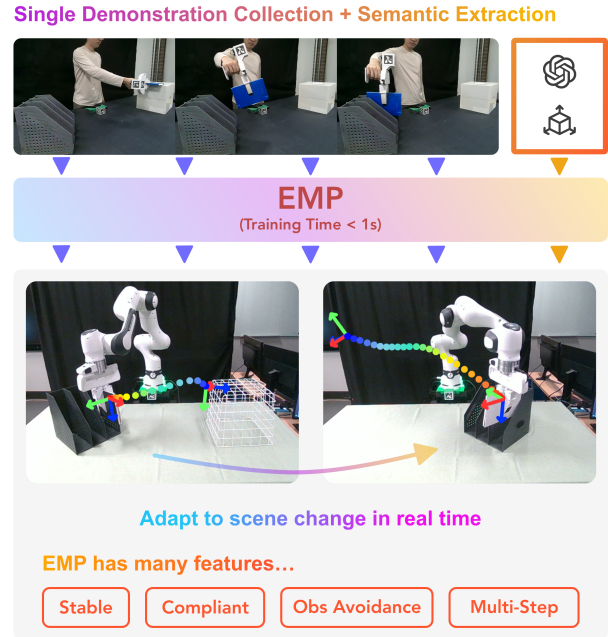 Single Demonstration Collection + Semantic Extraction
EMP
(Training Time < 1s)
Adapt to scene change in real time
EMP has many features…
Stable
Compliant
Obs Avoidance
Multi-Step